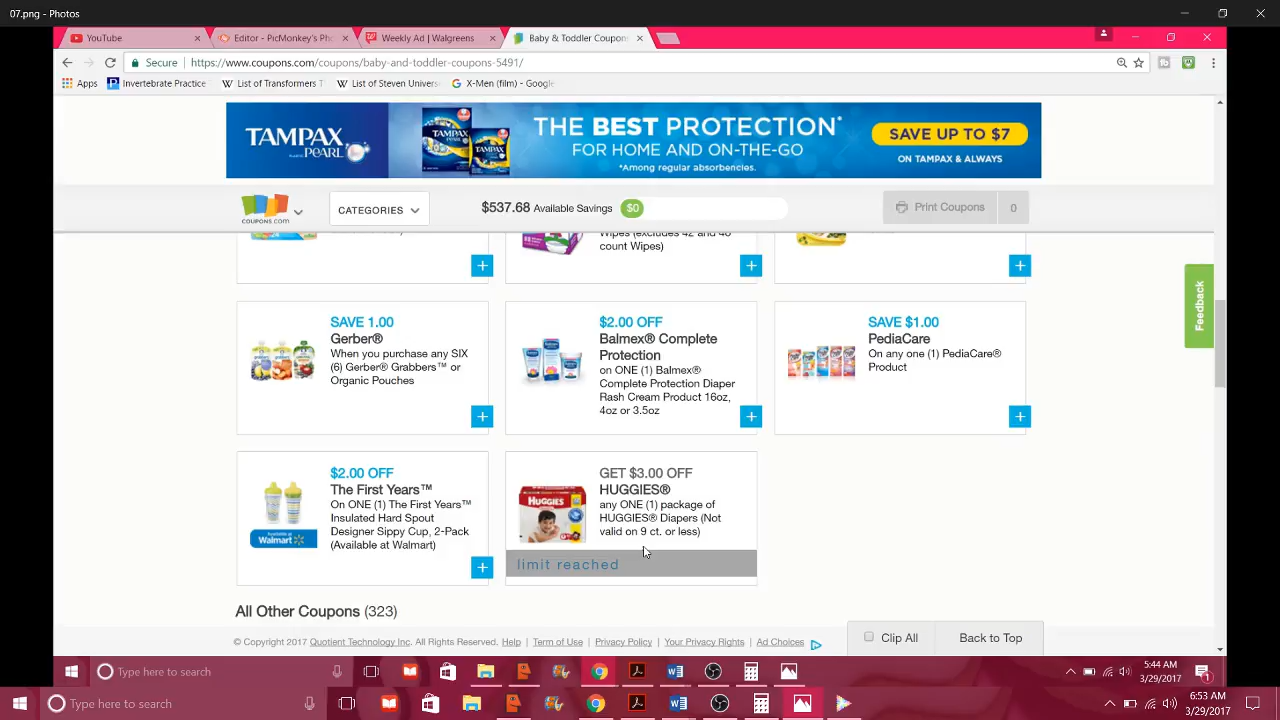 07.png - Photos
YouTube
Editor - PicMonkey's Ph
Weekly Ad | Walgreens
Baby & Toddler Coupon
Secure
https://www.coupons.com/coupons/baby-and-toddler-coupons-5491/
Apps
Invertebrate Practice
List of Transformers T
List of Steven Univers
X-Men (film) - Google
TAMPAX
PEARL
THE BEST PROTECTION*
FOR HOME AND ON-THE-GO
*Among regular absorbencies.
SAVE UP TO $7
ON TAMPAX & ALWAYS
COUPONS.COM
CATEGORIES
$537.68 Available Savings
$0
Print Coupons
0
Wipes (excludes 42 and 48
count Wipes)
SAVE 1.00
Gerber®
When you purchase any SIX
(6) Gerber® Grabbers™ or
Organic Pouches
$2.00 OFF
Balmex® Complete
Protection
on ONE (1) Balmex®
Complete Protection Diaper
Rash Cream Product 16oz,
4oz or 3.5oz
SAVE $1.00
PediaCare
On any one (1) PediaCare®
Product
$2.00 OFF
The First Years™
On ONE (1) The First Years™
Insulated Hard Spout
Designer Sippy Cup, 2-Pack
(Available at Walmart)
Available at
Walmart
GET $3.00 OFF
HUGGIES®
any ONE (1) package of
HUGGIES® Diapers (Not
valid on 9 ct. or less)
HUGGIES
limit reached
Feedback
All Other Coupons (323)
© Copyright 2017 Quotient Technology Inc. All Rights Reserved. Help | Term of Use | Privacy Policy | Your Privacy Rights | Ad Choices
Clip All
Back to Top
Type here to search
5:44 AM
3/29/2017
1
Type here to search
6:53 AM
3/29/2017